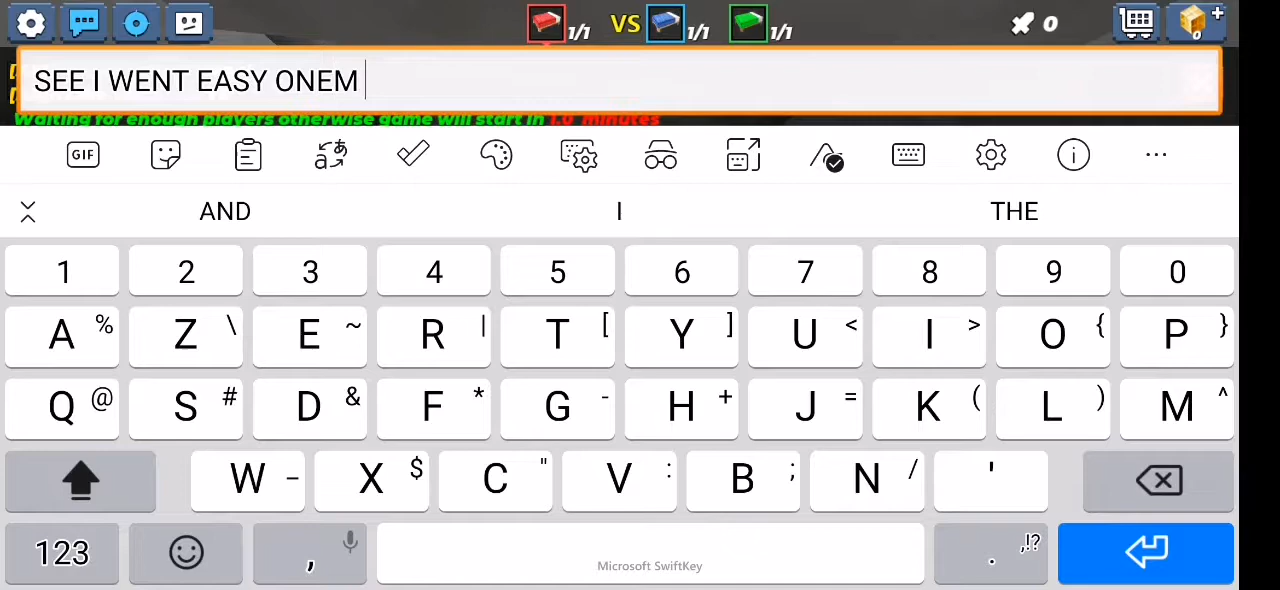 1/1 VS 1/1 1/1 0 0
SEE I WENT EASY ONEM
Waiting for enough players otherwise game will start in 1.0 minutes
GIF あ
AND I THE
1 2 3 4 5 6 7 8 9 0
A % Z \ E ~ R | T [ Y ] U < I > O { P }
Q @ S # D & F * G - H + J = K ( L ) M ^
W _ X $ C " V : B ; N / '
123 , Microsoft SwiftKey . ,!?